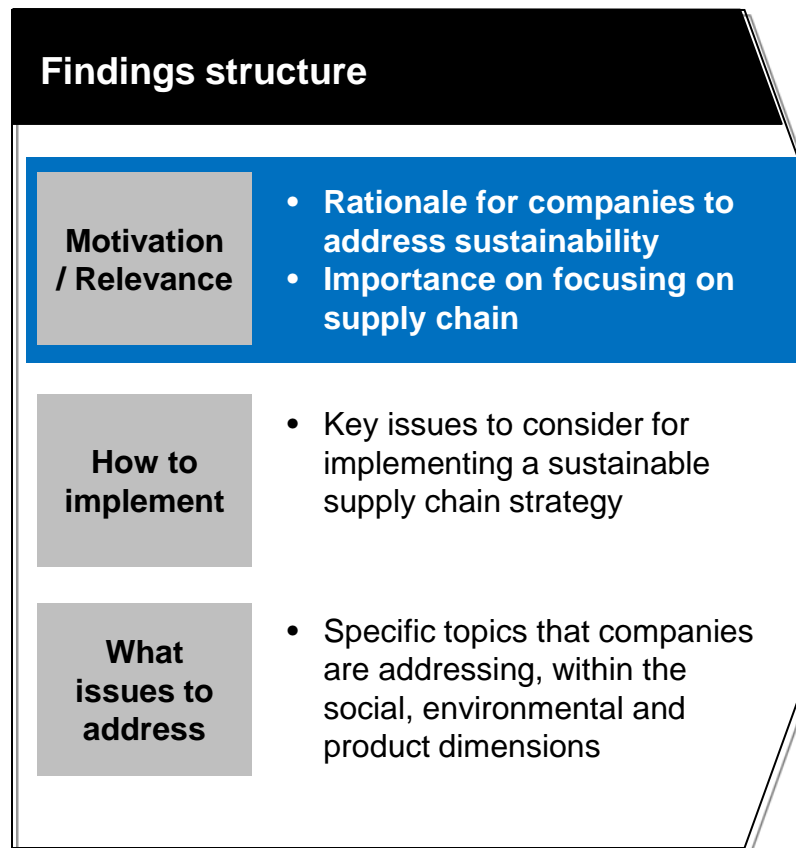 Findings structure
Motivation
/ Relevance
• Rationale for companies to
address sustainability
• Importance on focusing on
supply chain
How to
implement
• Key issues to consider for
implementing a sustainable
supply chain strategy
What
issues to
address
• Specific topics that companies
are addressing, within the
social, environmental and
product dimensions